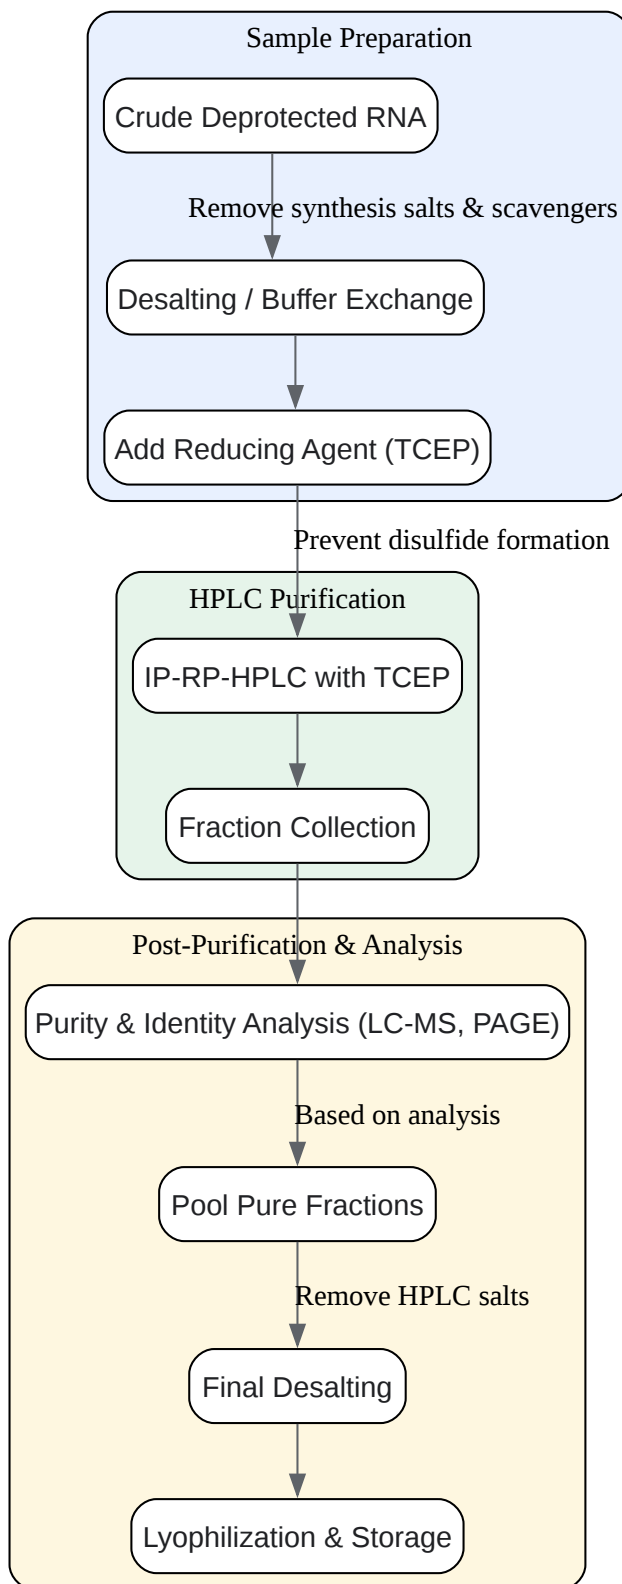 Sample Preparation
Crude Deprotected RNA
Remove synthesis salts & scavengers
Desalting / Buffer Exchange
Add Reducing Agent (TCEP)
Prevent disulfide formation
HPLC Purification
IP-RP-HPLC with TCEP
Fraction Collection
Post-Purification & Analysis
Purity & Identity Analysis (LC-MS, PAGE)
Based on analysis
Pool Pure Fractions
Remove HPLC salts
Final Desalting
Lyophilization & Storage